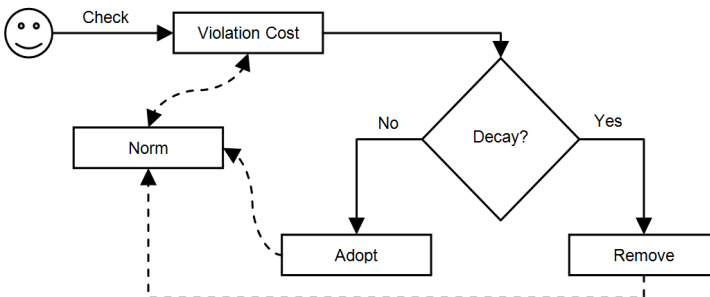 Check
Violation Cost
No
Decay?
Yes
Norm
Adopt
Remove